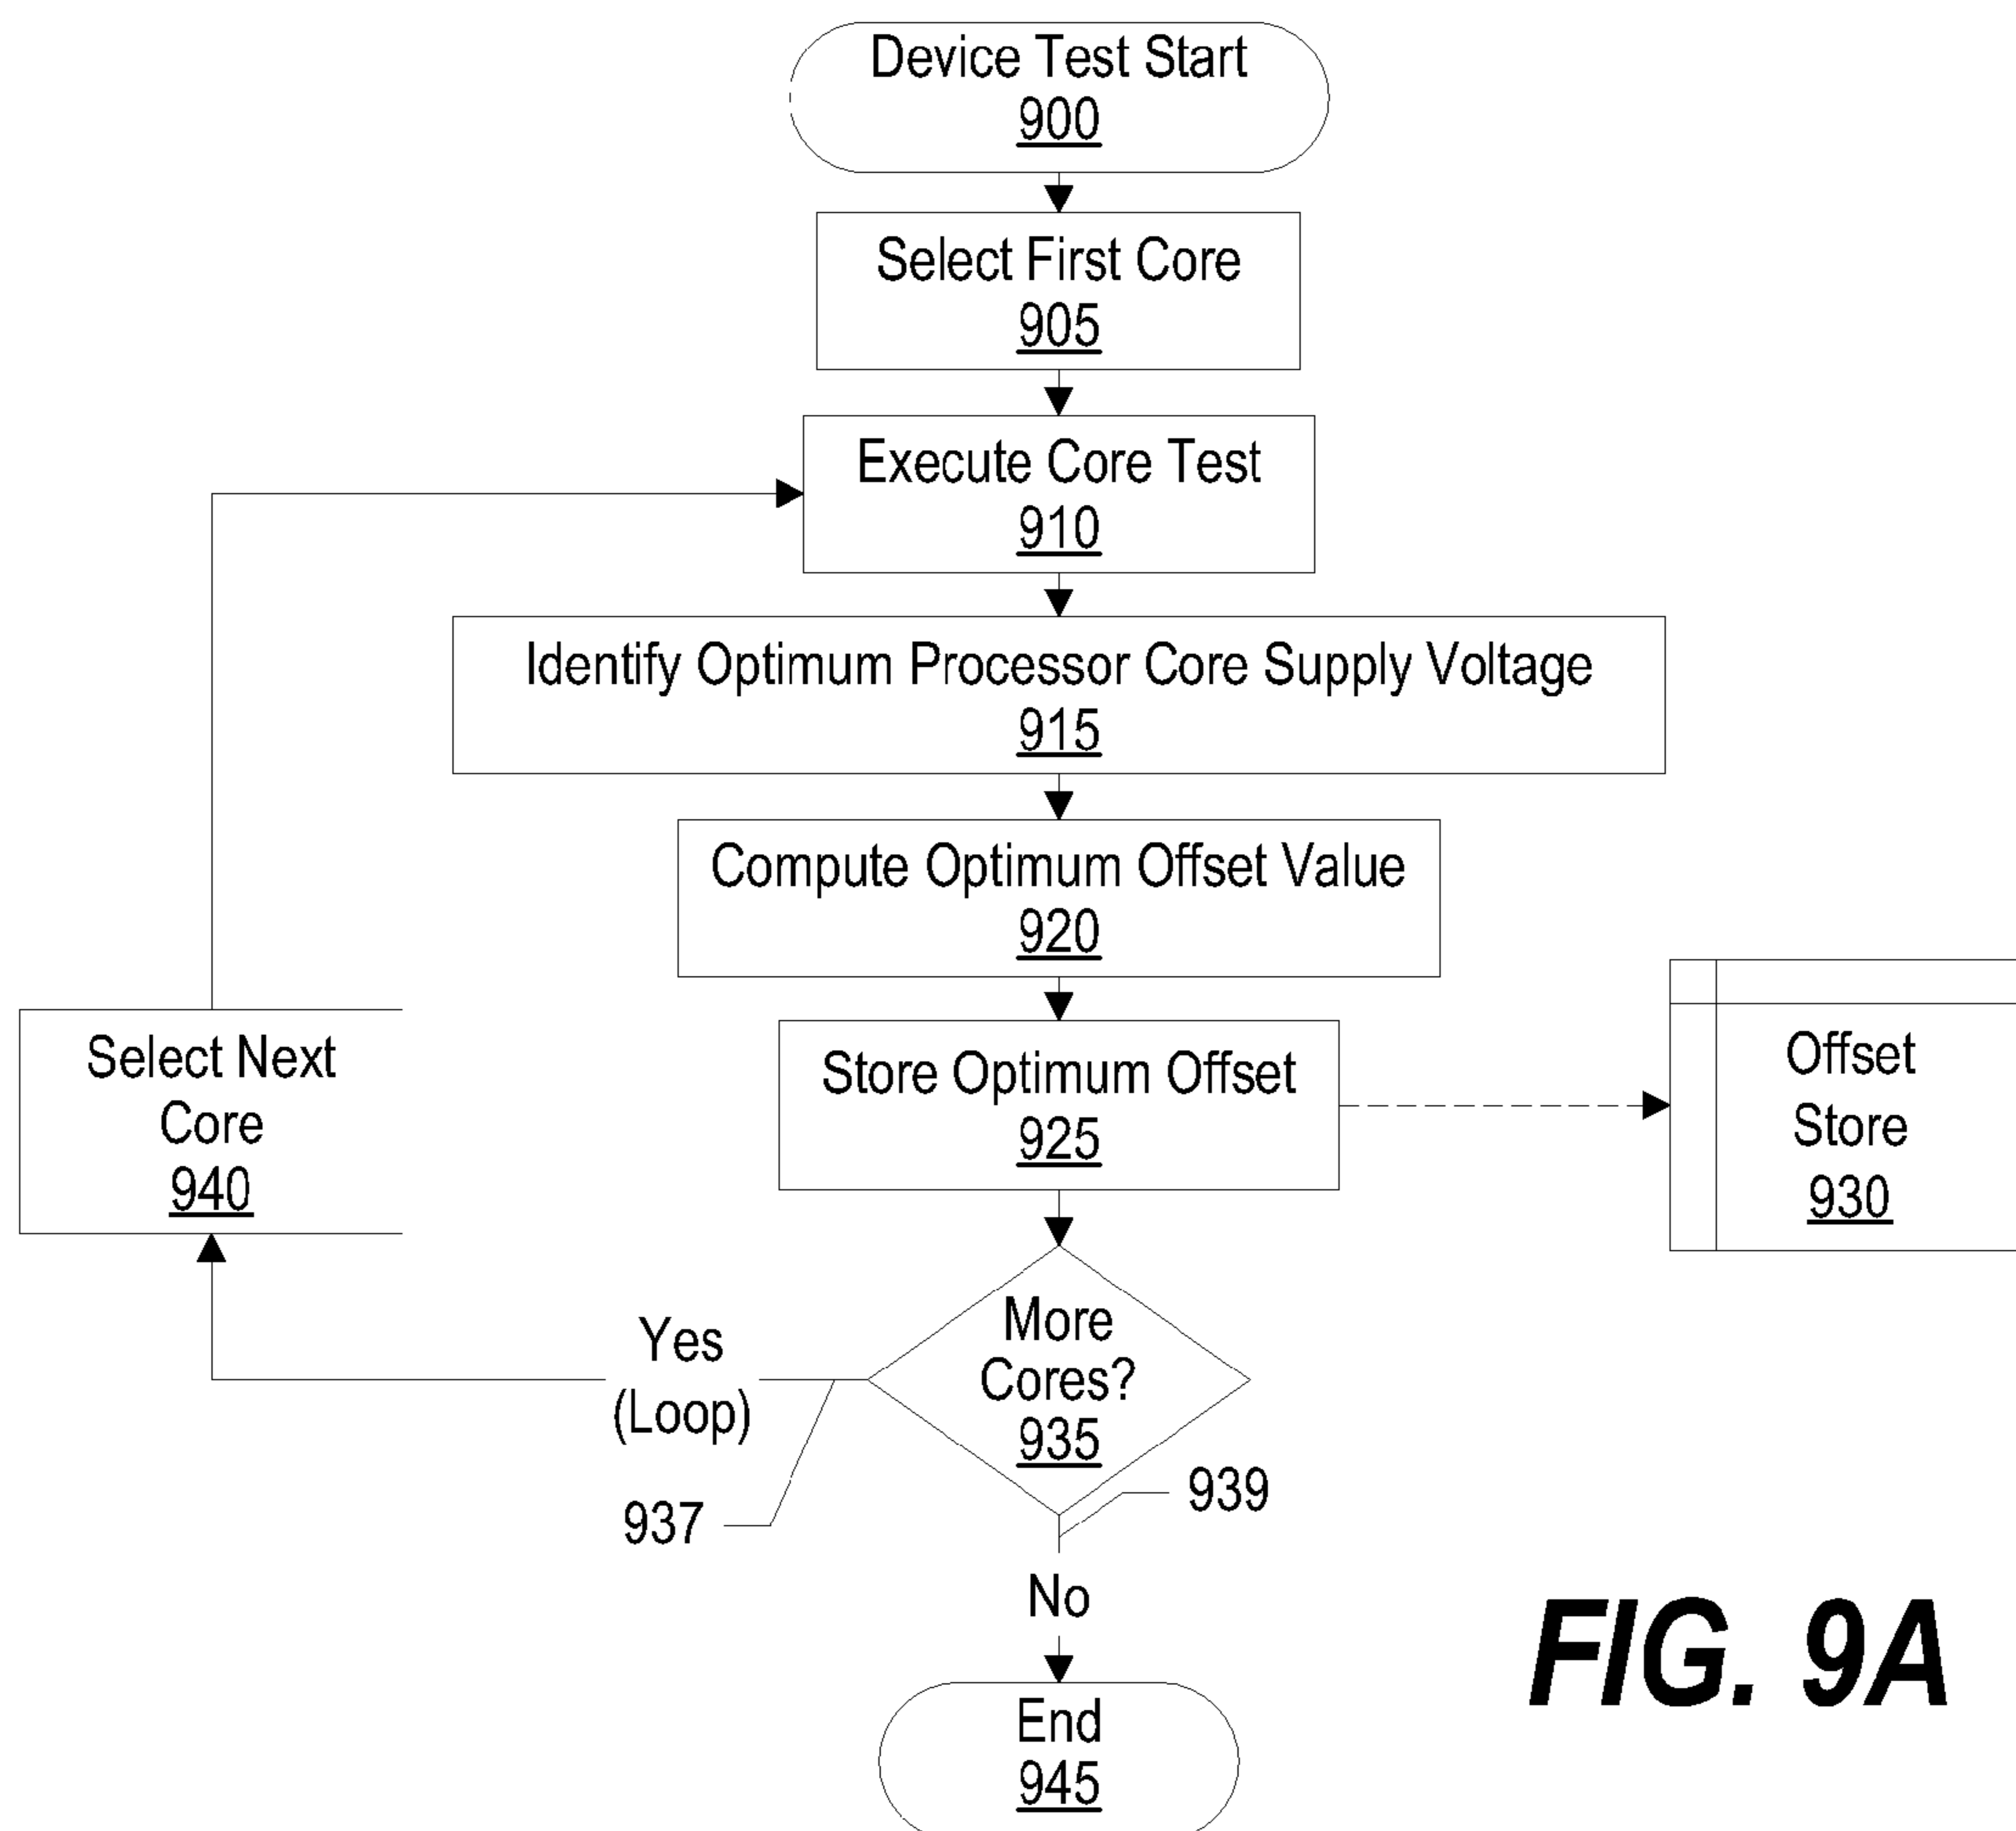 Device Test Start
900
Select First Core
905
Execute Core Test
910
Identify Optimum Processor Core Supply Voltage
915
Compute Optimum Offset Value
920
Store Optimum Offset
925
Offset
Store
930
Select Next
Core
940
More
Cores?
935
Yes
(Loop)
937
939
No
End
945
FIG. 9A